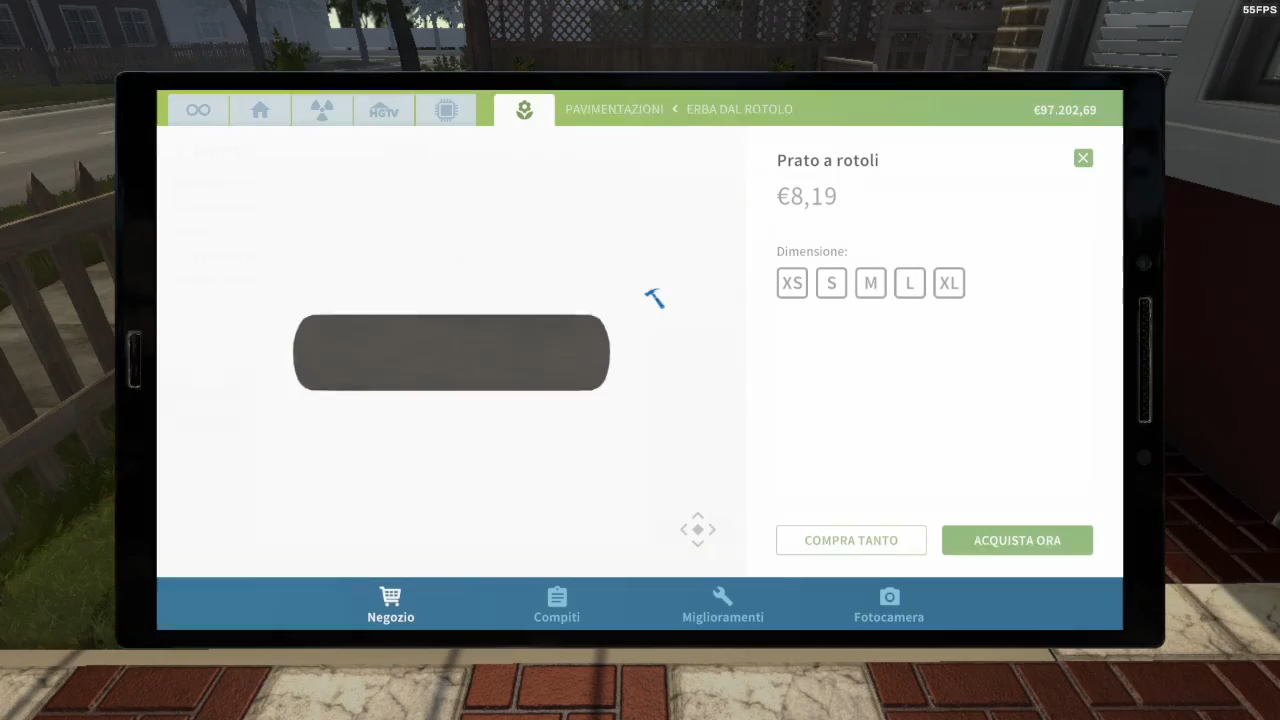 55FPS
HGTV
PAVIMENTAZIONI < ERBA DAL ROTOLO
€97.202,69
Prato a rotoli
€8,19
Dimensione:
XS S M L XL
COMPRA TANTO
ACQUISTA ORA
Negozio
Compiti
Miglioramenti
Fotocamera